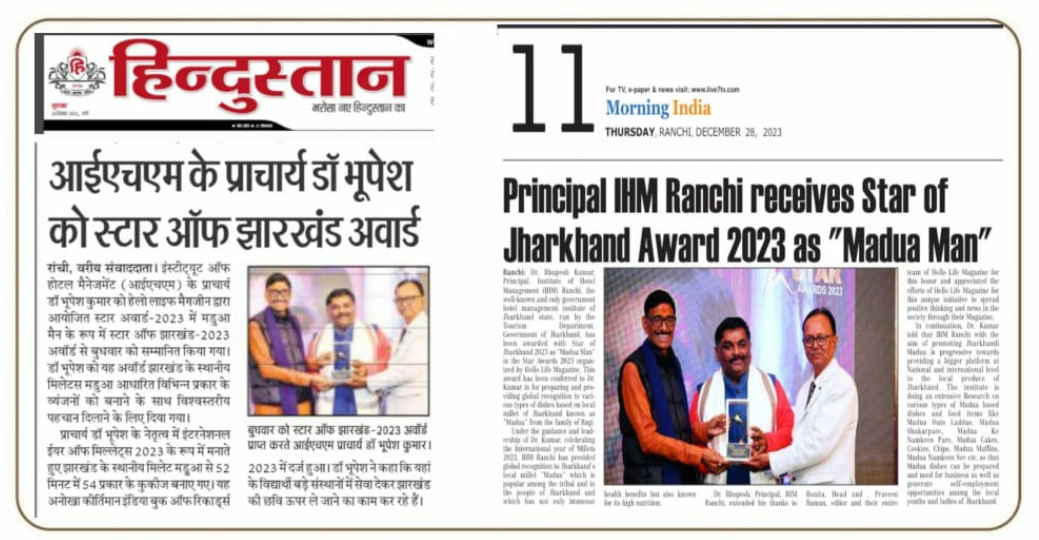 हिन्दुस्तान
भरोसा नए हिन्दुस्तान का
आईएचएम के प्राचार्य डॉ भूपेश
को स्टार ऑफ झारखंड अवार्ड
रांची, वरीय संवाददाता। इंस्टीट्यूट ऑफ
होटल मैनेजमेंट (आईएचएम) के प्राचार्य
डॉ भूपेश कुमार को हेलो लाइफ मैगजीन द्वारा
आयोजित स्टार अवार्ड-2023 में मडुआ
मैन के रूप में स्टार ऑफ झारखंड-2023
अवॉर्ड से बुधवार को सम्मानित किया गया।
डॉ भूपेश को यह अवॉर्ड झारखंड के स्थानीय
मिलेटस मडुआ आधारित विभिन्न प्रकार के
व्यंजनों को बनाने के साथ विश्वस्तरीय
पहचान दिलाने के लिए दिया गया।
प्राचार्य डॉ भूपेश के नेतृत्व में इंटरनेशनल
ईयर ऑफ मिल्लेट्स 2023 के रूप में मनाते
हुए झारखंड के स्थानीय मिलेट मडुआ से 52
मिनट में 54 प्रकार के कुकीज बनाए गए। यह
अनोखा कीर्तिमान इंडिया बुक ऑफ रिकार्ड्स
बुधवार को स्टार ऑफ झारखंड-2023 अवॉर्ड
प्राप्त करते आईएचएम प्राचार्य डॉ भूपेश कुमार।
2023 में दर्ज हुआ। डॉ भूपेश ने कहा कि यहां
के विद्यार्थी बड़े संस्थानों में सेवा देकर झारखंड
की छवि ऊपर ले जाने का काम कर रहे हैं।
11
For TV, e-paper & news visit: www.live7tv.com
Morning India
THURSDAY, RANCHI, DECEMBER 28, 2023
Principal IHM Ranchi receives Star of
Jharkhand Award 2023 as "Madua Man"
Ranchi: Dr. Bhupesh Kumar,
Principal, Institute of Hotel
Management (IHM) Ranchi, the
well-known and only government
hotel management institute of
Jharkhand state, run by the
Tourism Department,
Government of Jharkhand, has
been awarded with Star of
Jharkhand 2023 as "Madua Man"
in the Star Awards 2023 organ-
ized by Hello Life Magazine. This
award has been conferred to Dr.
Kumar in for preparing and pro-
viding global recognition to vari-
ous types of dishes based on local
millet of Jharkhand known as
"Madua" from the family of Ragi.
Under the guidance and lead-
ership of Dr. Kumar, celebrating
the International year of Millets
2023, IHM Ranchi has provided
global recognition to Jharkhand's
local millet "Madua" which is
popular among the tribal and in
the people of Jharkhand and
which has not only immense
AWARDS 2023
health benefits but also known
for its high nutrition.
Dr. Bhupesh, Principal, IHM
Ranchi, extended his thanks to
Bonita, Head and , Praveen
Raman, editor and their entire
team of Hello Life Magazine for
this honor and appreciated the
efforts of Hello Life Magazine for
this unique initiative to spread
positive thinking and news in the
society through their Magazine.
In continuation, Dr. Kumar
told that IHM Ranchi with the
aim of promoting Jharkhandi
Madua is progressive towards
providing a bigger platform at
National and international level
to the local produce of
Jharkhand. The institute is
doing an extensive Research on
various types of Madua based
dishes and food items like
Madua Oats Laddus, Madua
Shakarpare, Madua Ke
Namkeen Pare, Madua Cakes,
Cookies, Chips, Madua Muffins,
Madua Namkeen Sev etc. so that
Madua dishes can be prepared
and used for business as well as
generate self-employment
opportunities among the local
youths and ladies of Jharkhand.